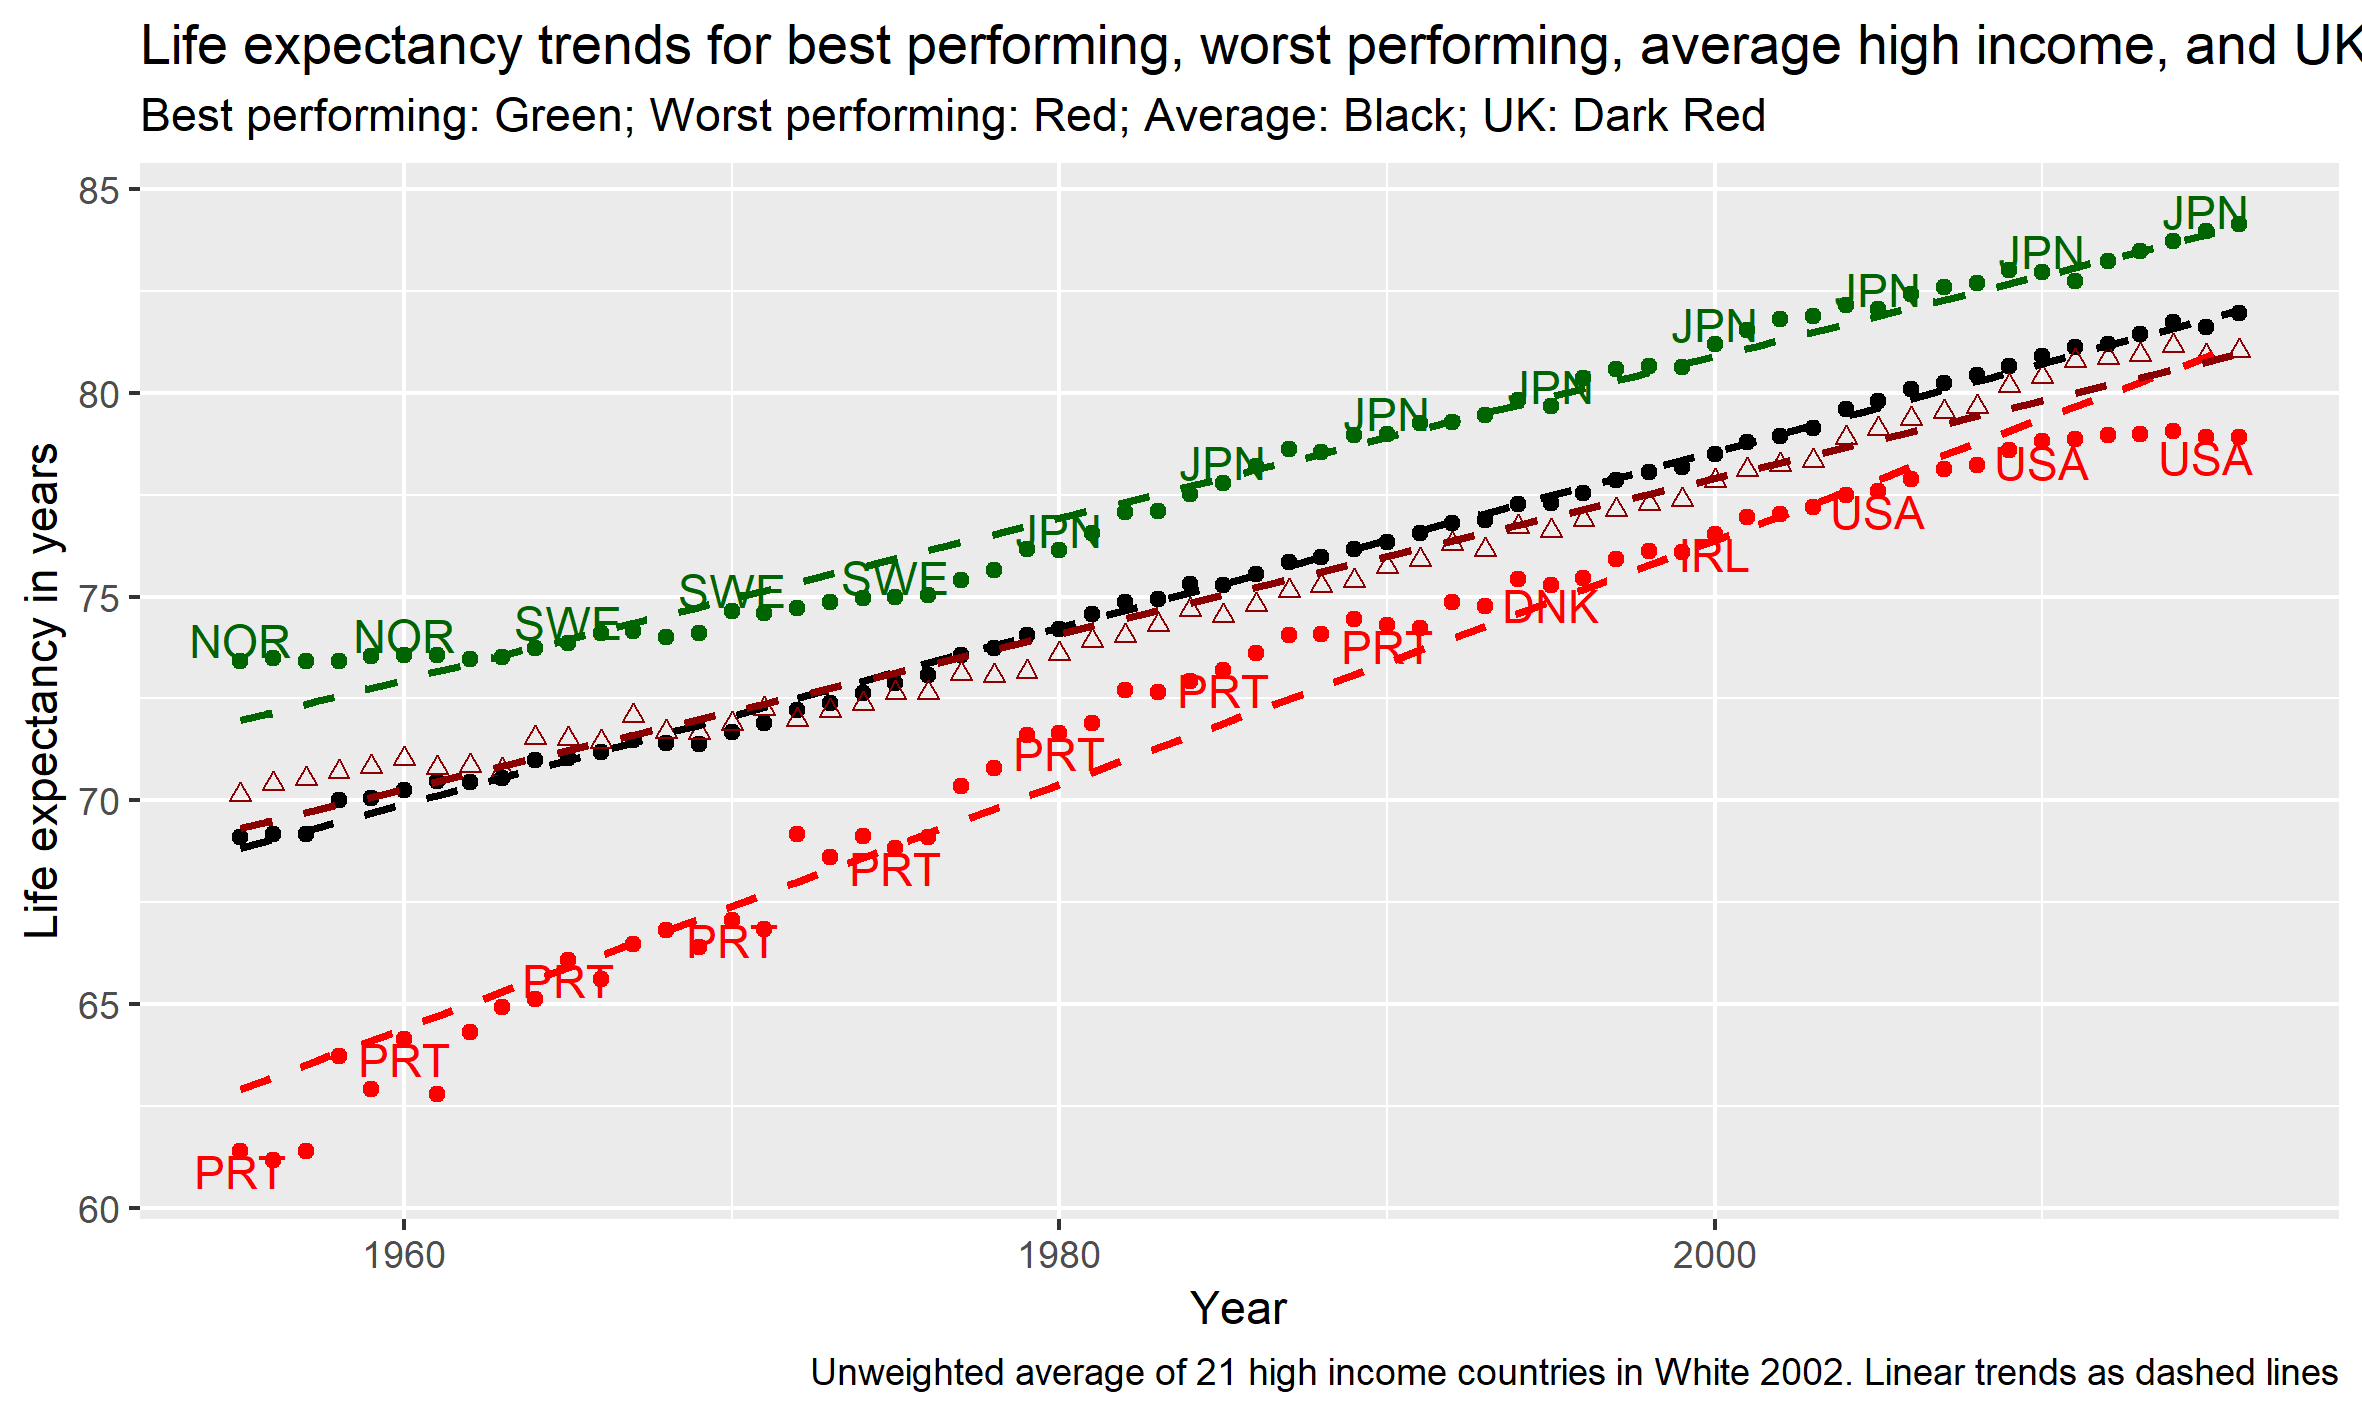 Life expectancy trends for best performing, worst performing, average high income, and UK
Best performing: Green; Worst performing: Red; Average: Black; UK: Dark Red
Life expectancy in years
85
80
75
70
65
60
NOR
NOR
SWE
SWE
SWE
JPN
JPN
JPN
JPN
JPN
JPN
JPN
JPN
PRT
PRT
PRT
PRT
PRT
PRT
PRT
PRT
DNK
IRL
USA
USA
USA
1960
1980
2000
Year
Unweighted average of 21 high income countries in White 2002. Linear trends as dashed lines